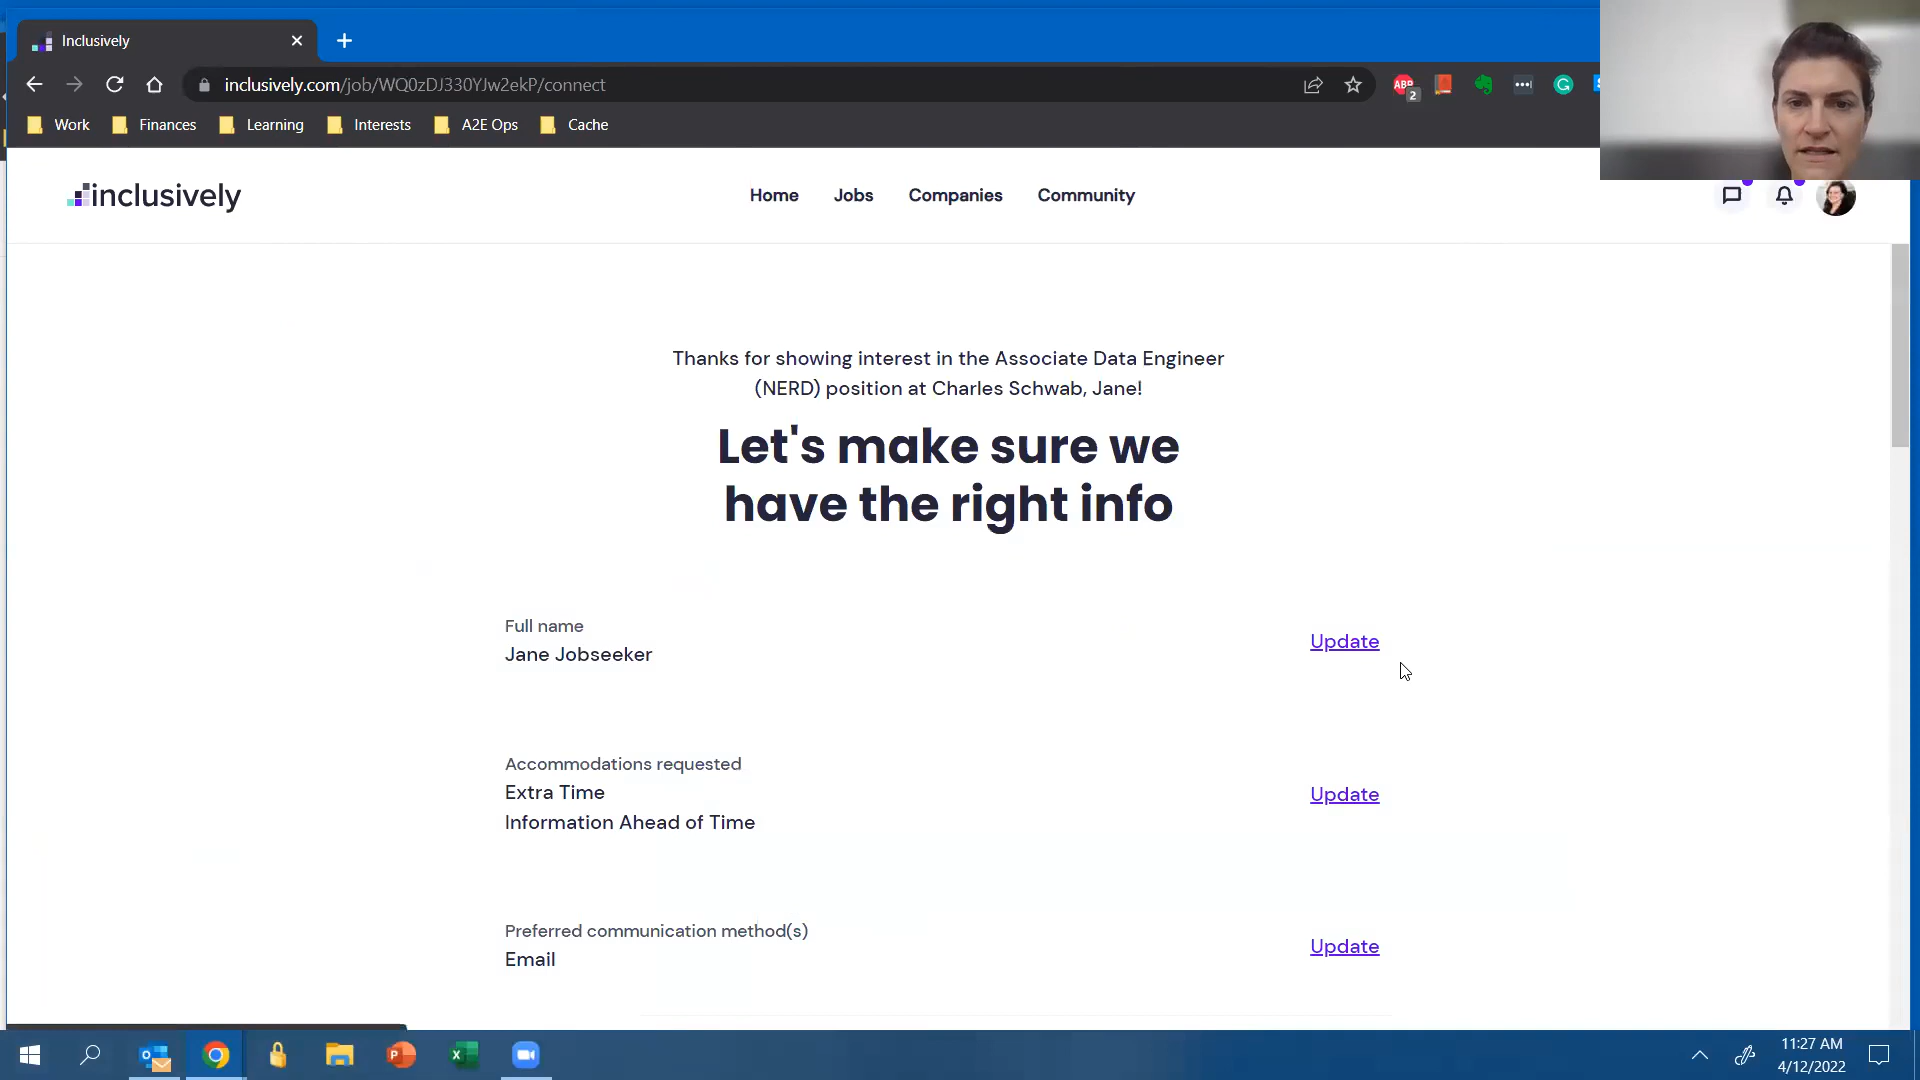 Inclusively
inclusively.com/job/WQ0zDJ330YJw2ekP/connect
ABP
2
G
Work
Finances
Learning
Interests
A2E Ops
Cache
inclusively
Home
Jobs
Companies
Community
Thanks for showing interest in the Associate Data Engineer
(NERD) position at Charles Schwab, Jane!
Let's make sure we
have the right info
Full name
Jane Jobseeker
Update
Accommodations requested
Extra Time
Information Ahead of Time
Update
Preferred communication method(s)
Email
Update
11:27 AM
4/12/2022